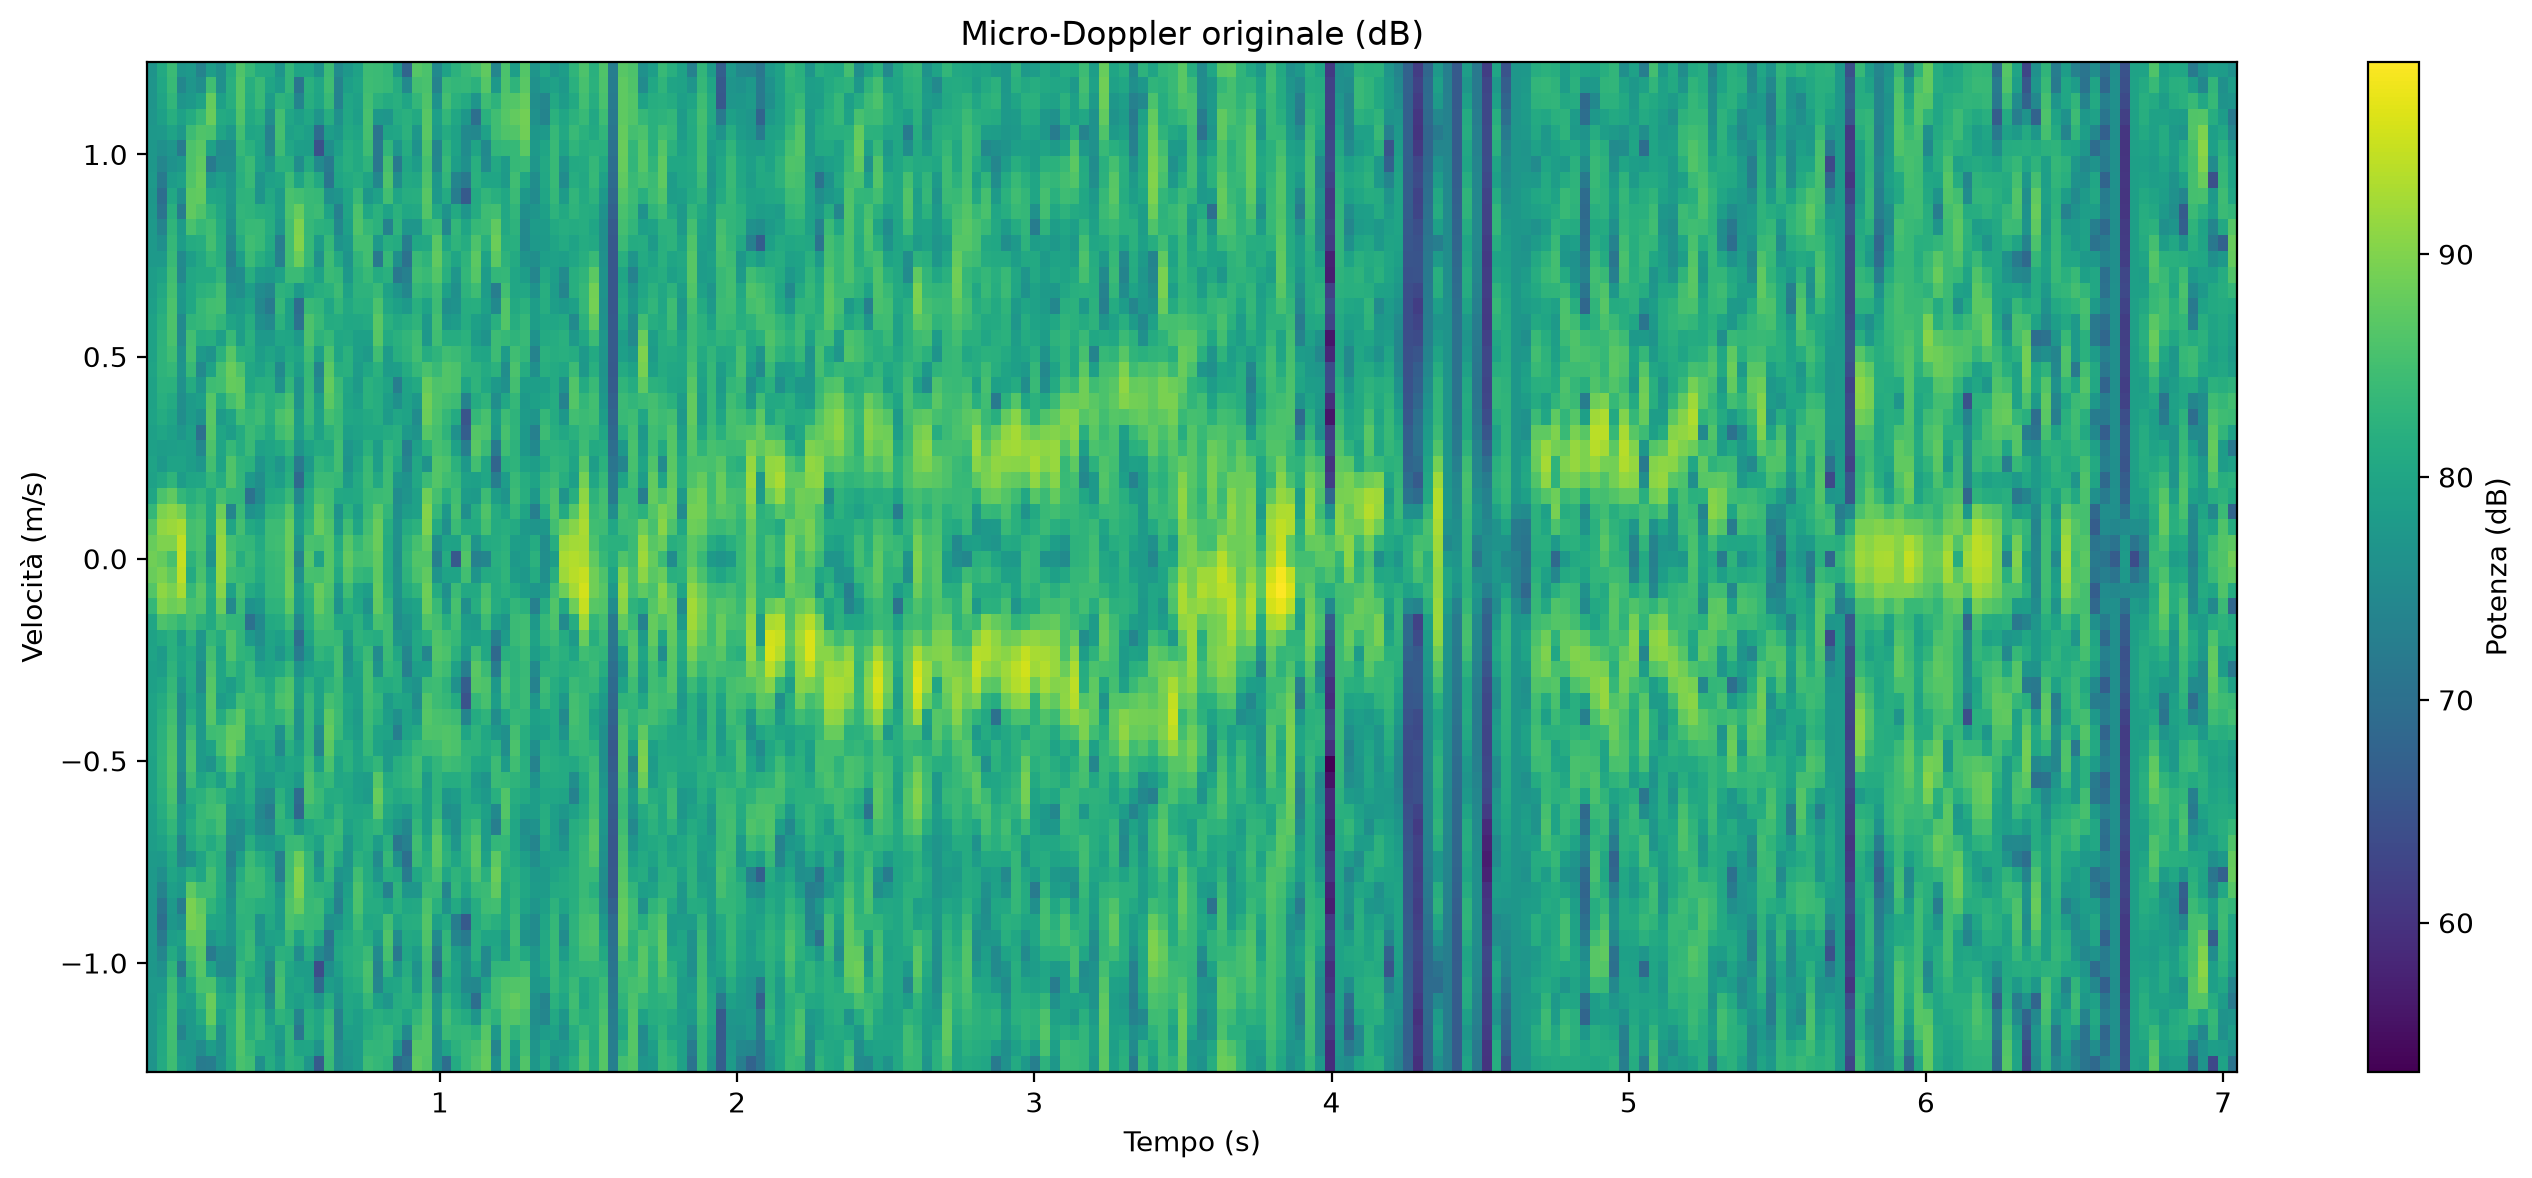 Micro-Doppler originale (dB)
Velocità (m/s)
1.0
0.5
0.0
−0.5
−1.0
1 2 3 4 5 6 7
Tempo (s)
90
80
70
60
Potenza (dB)